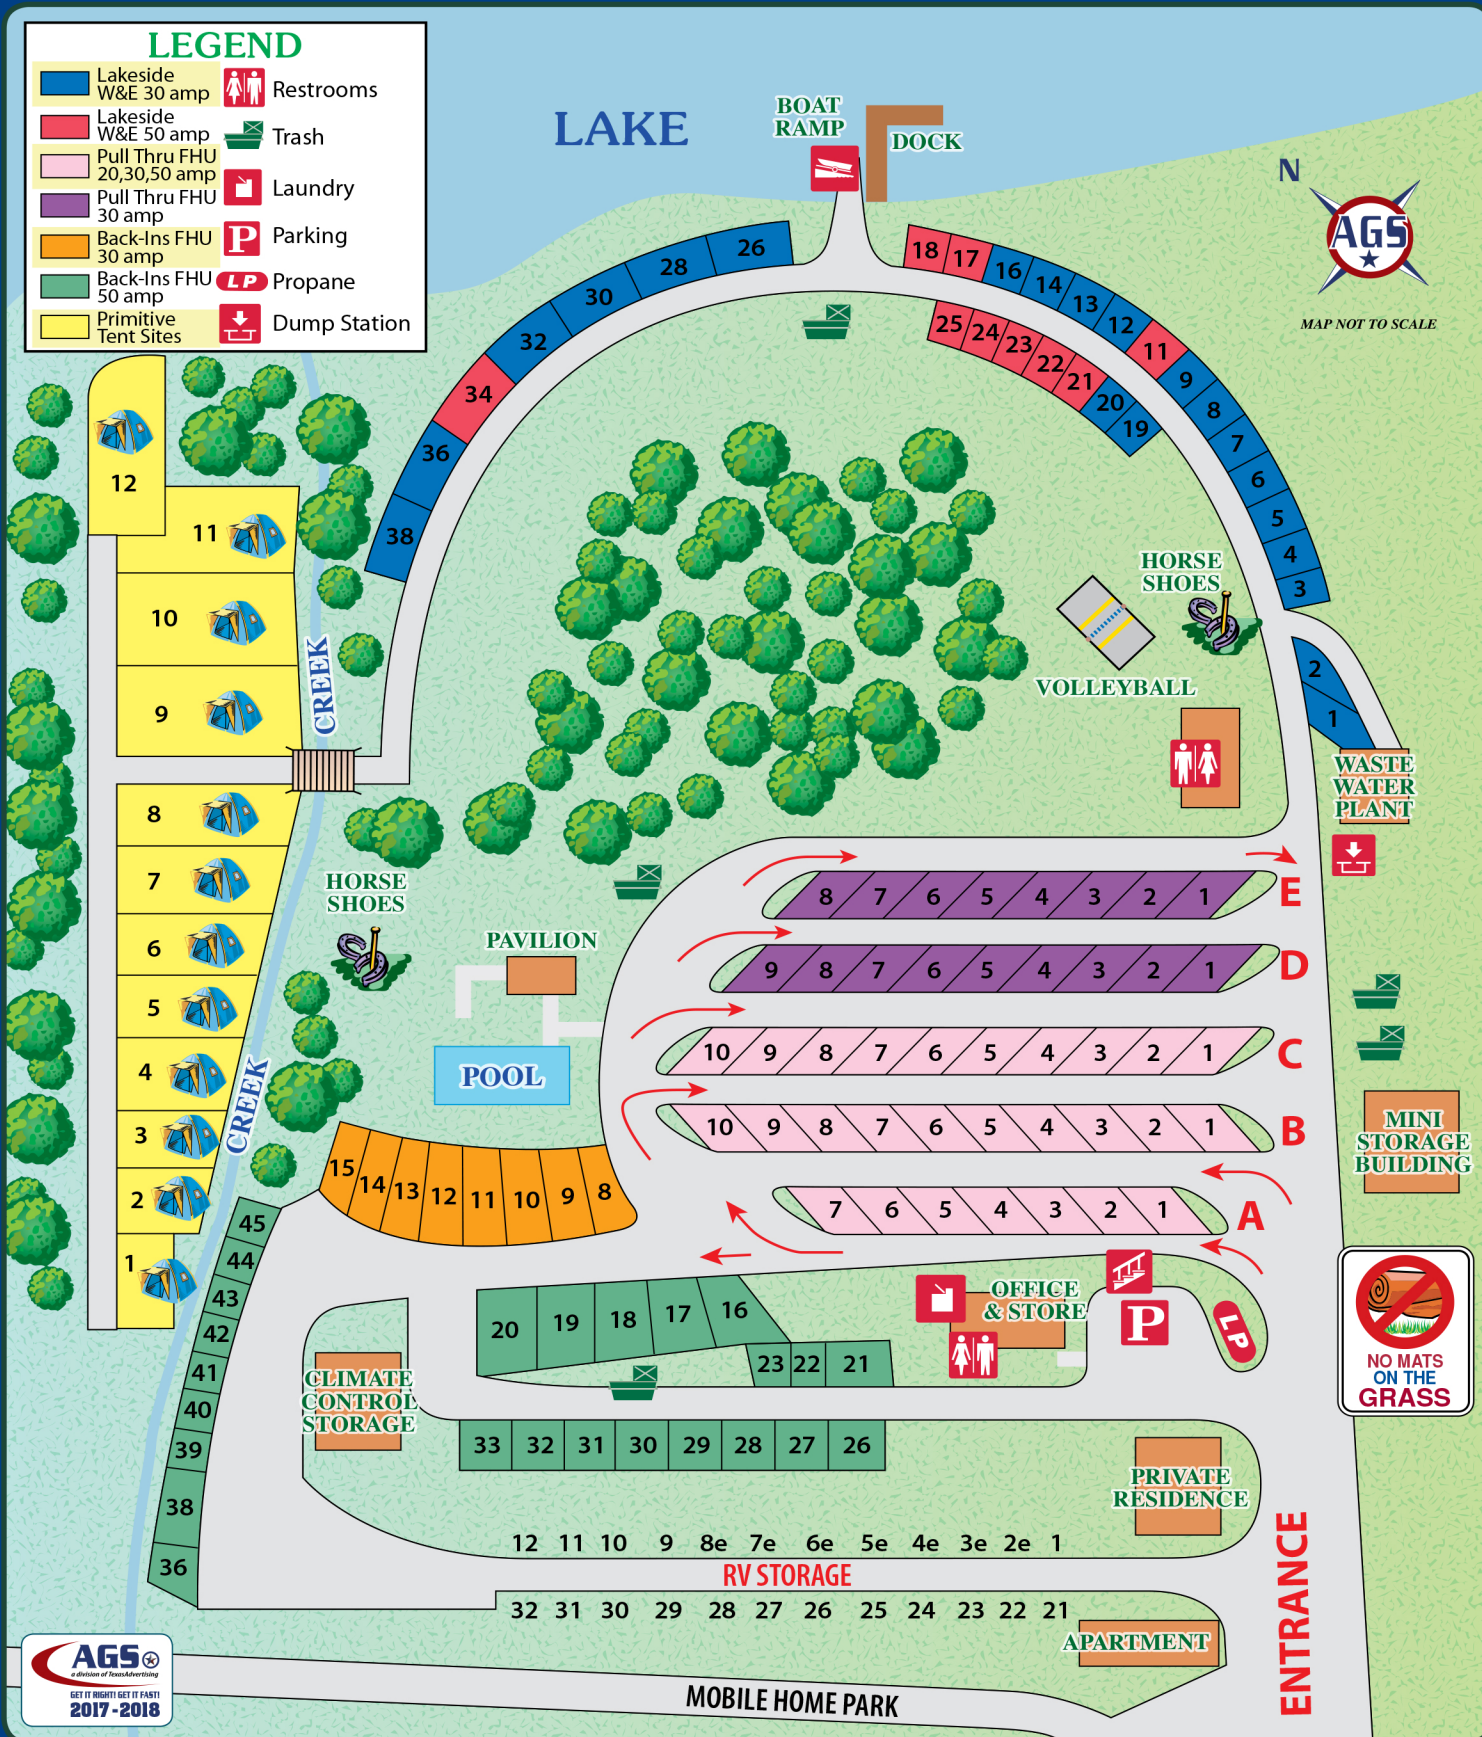 LEGEND
Lakeside
W&E 30 amp
Lakeside
W&E 50 amp
Pull Thru FHU
20,30,50 amp
Pull Thru FHU
30 amp
Back-Ins FHU
30 amp
Back-Ins FHU
50 amp
Primitive
Tent Sites
Restrooms
Trash
Laundry
P Parking
LP Propane
Dump Station
LAKE
BOAT
RAMP
DOCK
N
AGS
MAP NOT TO SCALE
38
36
34
32
30
28
26
18
17
16
14
13
12
11
9
8
7
6
5
4
3
2
1
25
24
23
22
21
20
19
12
11
10
9
8
7
6
5
4
3
2
1
CREEK
CREEK
HORSE
SHOES
VOLLEYBALL
WASTE
WATER
PLANT
HORSE
SHOES
PAVILION
POOL
8 7 6 5 4 3 2 1 E
9 8 7 6 5 4 3 2 1 D
10 9 8 7 6 5 4 3 2 1 C
10 9 8 7 6 5 4 3 2 1 B
7 6 5 4 3 2 1 A
MINI
STORAGE
BUILDING
15 14 13 12 11 10 9 8
45
44
43
42
41
40
39
38
36
20 19 18 17 16
23 22 21
OFFICE
& STORE
P
LP
NO MATS
ON THE
GRASS
CLIMATE
CONTROL
STORAGE
33 32 31 30 29 28 27 26
PRIVATE
RESIDENCE
12 11 10 9 8e 7e 6e 5e 4e 3e 2e 1
RV STORAGE
32 31 30 29 28 27 26 25 24 23 22 21
APARTMENT
ENTRANCE
MOBILE HOME PARK
AGS
a division of TexasAdvertising
GET IT RIGHT! GET IT FAST!
2017-2018